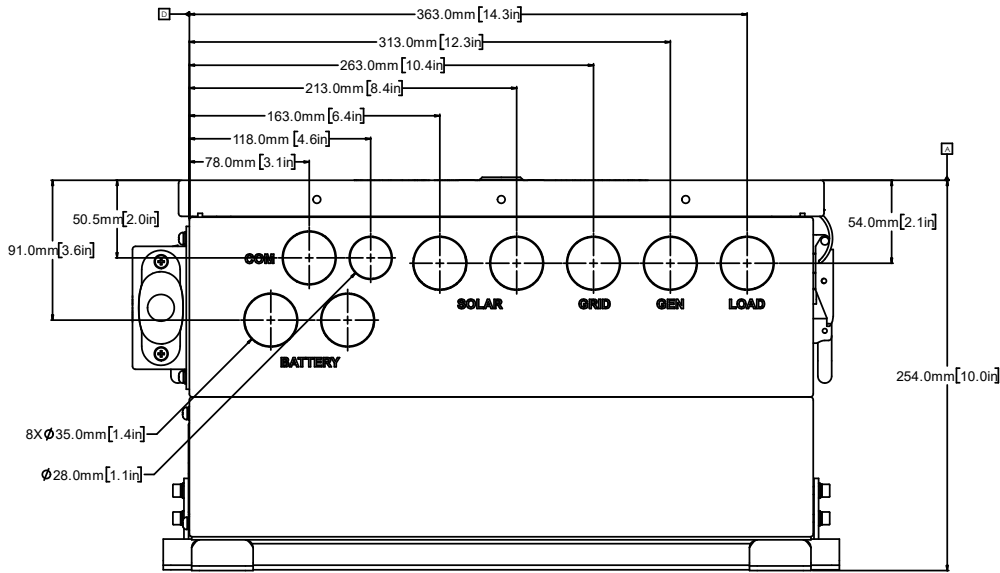 D
363.0mm [14.3in]
313.0mm [12.3in]
263.0mm [10.4in]
213.0mm [8.4in]
163.0mm [6.4in]
118.0mm [4.6in]
78.0mm [3.1in]
A
50.5mm [2.0in]
54.0mm [2.1in]
91.0mm [3.6in]
COM
SOLAR
GRID
GEN
LOAD
BATTERY
254.0mm [10.0in]
8X Ø35.0mm [1.4in]
Ø28.0mm [1.1in]